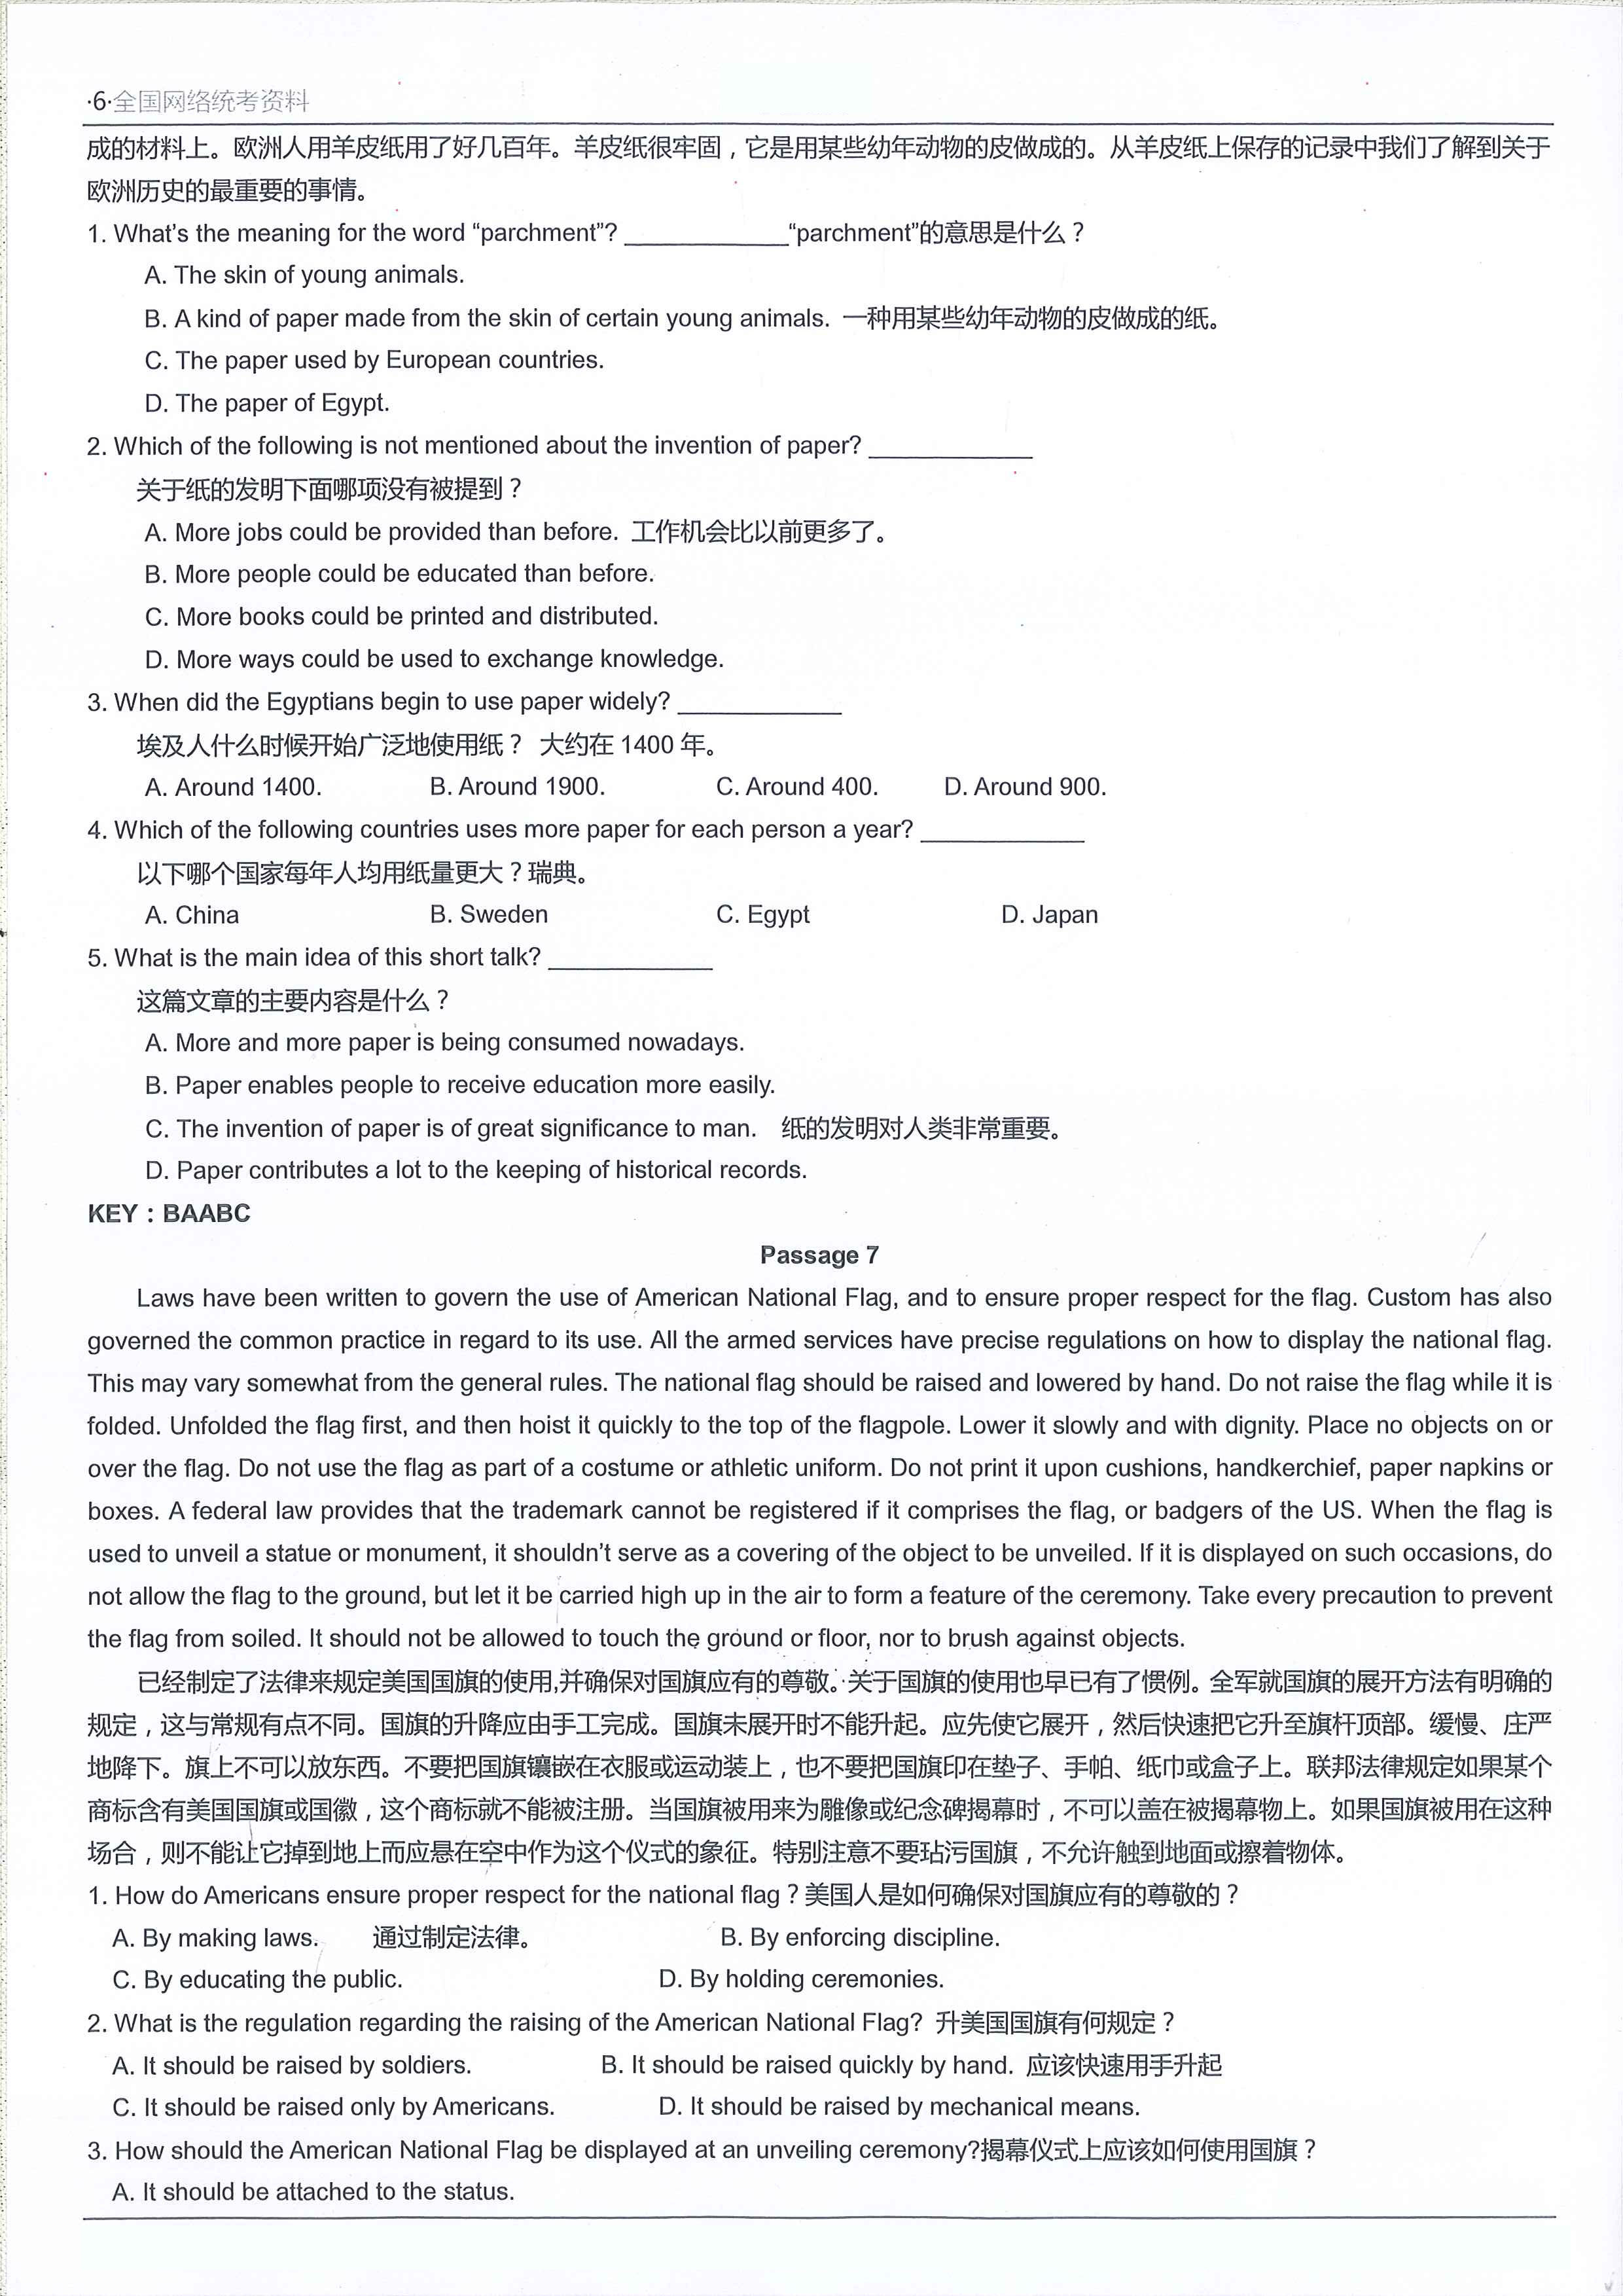 ·6·全国网络统考资料
成的材料上。欧洲人用羊皮纸用了好几百年。羊皮纸很牢固，它是用某些幼年动物的皮做成的。从羊皮纸上保存的记录中我们了解到关于
欧洲历史的最重要的事情。
1. What's the meaning for the word “parchment”? ____________“parchment”的意思是什么？
A. The skin of young animals.
B. A kind of paper made from the skin of certain young animals. 一种用某些幼年动物的皮做成的纸。
C. The paper used by European countries.
D. The paper of Egypt.
2. Which of the following is not mentioned about the invention of paper? ____________
关于纸的发明下面哪项没有被提到？
A. More jobs could be provided than before. 工作机会比以前更多了。
B. More people could be educated than before.
C. More books could be printed and distributed.
D. More ways could be used to exchange knowledge.
3. When did the Egyptians begin to use paper widely? ____________
埃及人什么时候开始广泛地使用纸？ 大约在 1400 年。
A. Around 1400. B. Around 1900. C. Around 400. D. Around 900.
4. Which of the following countries uses more paper for each person a year? ____________
以下哪个国家每年人均用纸量更大？瑞典。
A. China B. Sweden C. Egypt D. Japan
5. What is the main idea of this short talk? ____________
这篇文章的主要内容是什么？
A. More and more paper is being consumed nowadays.
B. Paper enables people to receive education more easily.
C. The invention of paper is of great significance to man. 纸的发明对人类非常重要。
D. Paper contributes a lot to the keeping of historical records.
KEY：BAABC
Passage 7
Laws have been written to govern the use of American National Flag, and to ensure proper respect for the flag. Custom has also
governed the common practice in regard to its use. All the armed services have precise regulations on how to display the national flag.
This may vary somewhat from the general rules. The national flag should be raised and lowered by hand. Do not raise the flag while it is
folded. Unfolded the flag first, and then hoist it quickly to the top of the flagpole. Lower it slowly and with dignity. Place no objects on or
over the flag. Do not use the flag as part of a costume or athletic uniform. Do not print it upon cushions, handkerchief, paper napkins or
boxes. A federal law provides that the trademark cannot be registered if it comprises the flag, or badgers of the US. When the flag is
used to unveil a statue or monument, it shouldn't serve as a covering of the object to be unveiled. If it is displayed on such occasions, do
not allow the flag to the ground, but let it be carried high up in the air to form a feature of the ceremony. Take every precaution to prevent
the flag from soiled. It should not be allowed to touch the ground or floor, nor to brush against objects.
已经制定了法律来规定美国国旗的使用,并确保对国旗应有的尊敬。关于国旗的使用也早已有了惯例。全军就国旗的展开方法有明确的
规定，这与常规有点不同。国旗的升降应由手工完成。国旗未展开时不能升起。应先使它展开，然后快速把它升至旗杆顶部。缓慢、庄严
地降下。旗上不可以放东西。不要把国旗镶嵌在衣服或运动装上，也不要把国旗印在垫子、手帕、纸巾或盒子上。联邦法律规定如果某个
商标含有美国国旗或国徽，这个商标就不能被注册。当国旗被用来为雕像或纪念碑揭幕时，不可以盖在被揭幕物上。如果国旗被用在这种
场合，则不能让它掉到地上而应悬在空中作为这个仪式的象征。特别注意不要玷污国旗，不允许触到地面或擦着物体。
1. How do Americans ensure proper respect for the national flag？美国人是如何确保对国旗应有的尊敬的？
A. By making laws. 通过制定法律。 B. By enforcing discipline.
C. By educating the public. D. By holding ceremonies.
2. What is the regulation regarding the raising of the American National Flag? 升美国国旗有何规定？
A. It should be raised by soldiers. B. It should be raised quickly by hand. 应该快速用手升起
C. It should be raised only by Americans. D. It should be raised by mechanical means.
3. How should the American National Flag be displayed at an unveiling ceremony?揭幕仪式上应该如何使用国旗？
A. It should be attached to the status.